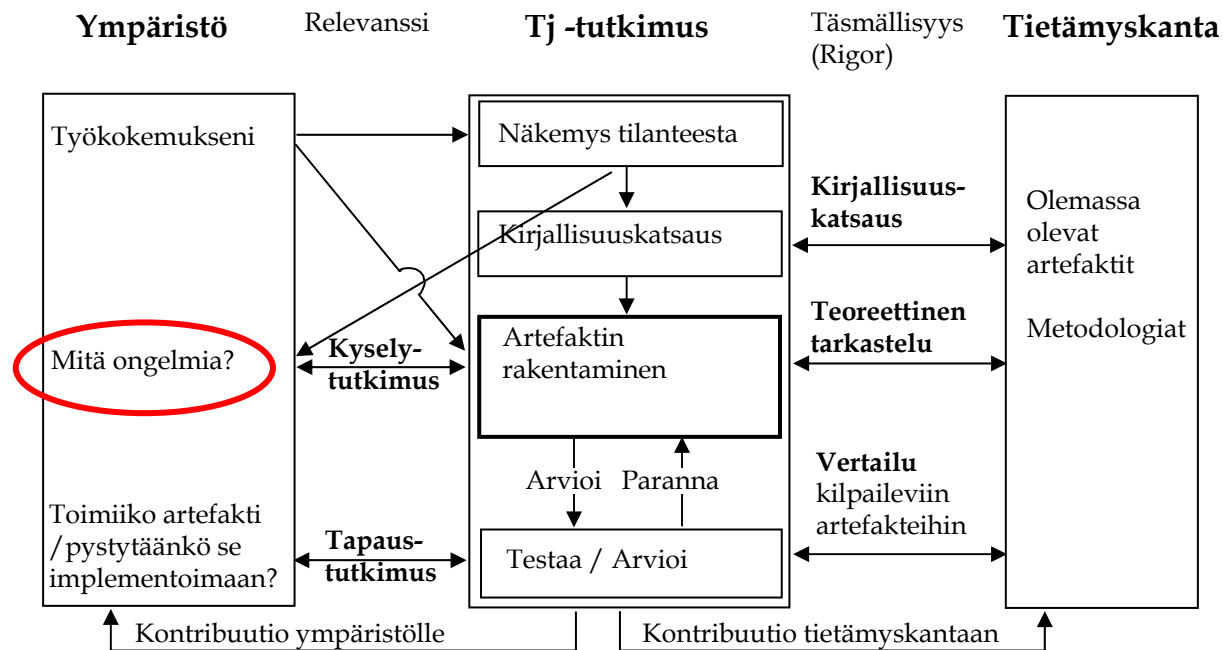 Ympäristö
Relevanssi
Tj -tutkimus
Täsmällisyys
(Rigor)
Tietämyskanta
Työkokemukseni
Mitä ongelmia?
Toimiiko artefakti
/pystytäänkö se
implementoimaan?
Kysely-
tutkimus
Tapaus-
tutkimus
Näkemys tilanteesta
Kirjallisuuskatsaus
Artefaktin
rakentaminen
Arvioi
Paranna
Testaa / Arvioi
Kirjallisuus-
katsaus
Teoreettinen
tarkastelu
Vertailu
kilpaileviin
artefakteihin
Olemassa
olevat
artefaktit
Metodologiat
Kontribuutio ympäristölle
Kontribuutio tietämyskantaan